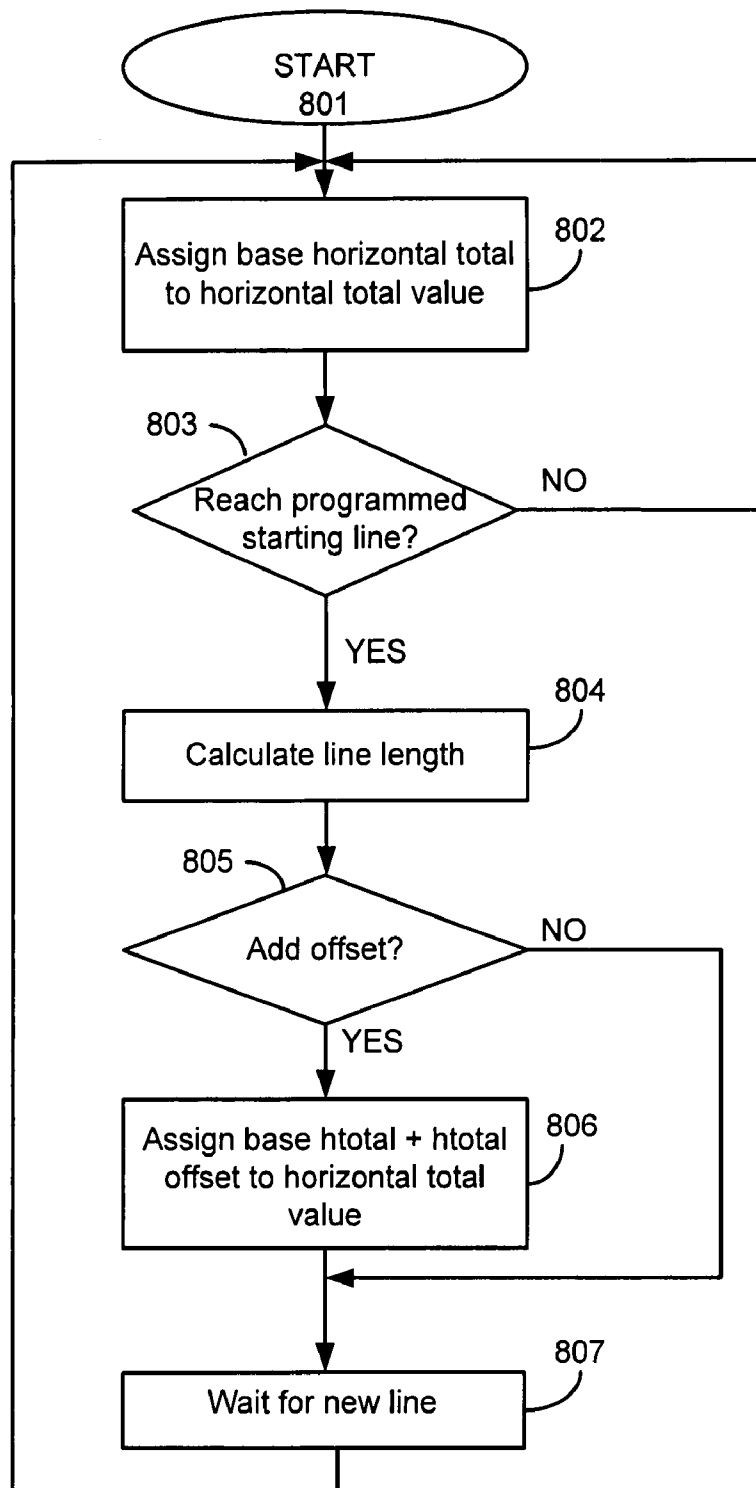 START
801
Assign base horizontal total
to horizontal total value
802
803
Reach programmed
starting line?
NO
YES
804
Calculate line length
805
Add offset?
NO
YES
Assign base htotal + htotal
offset to horizontal total
value
806
807
Wait for new line